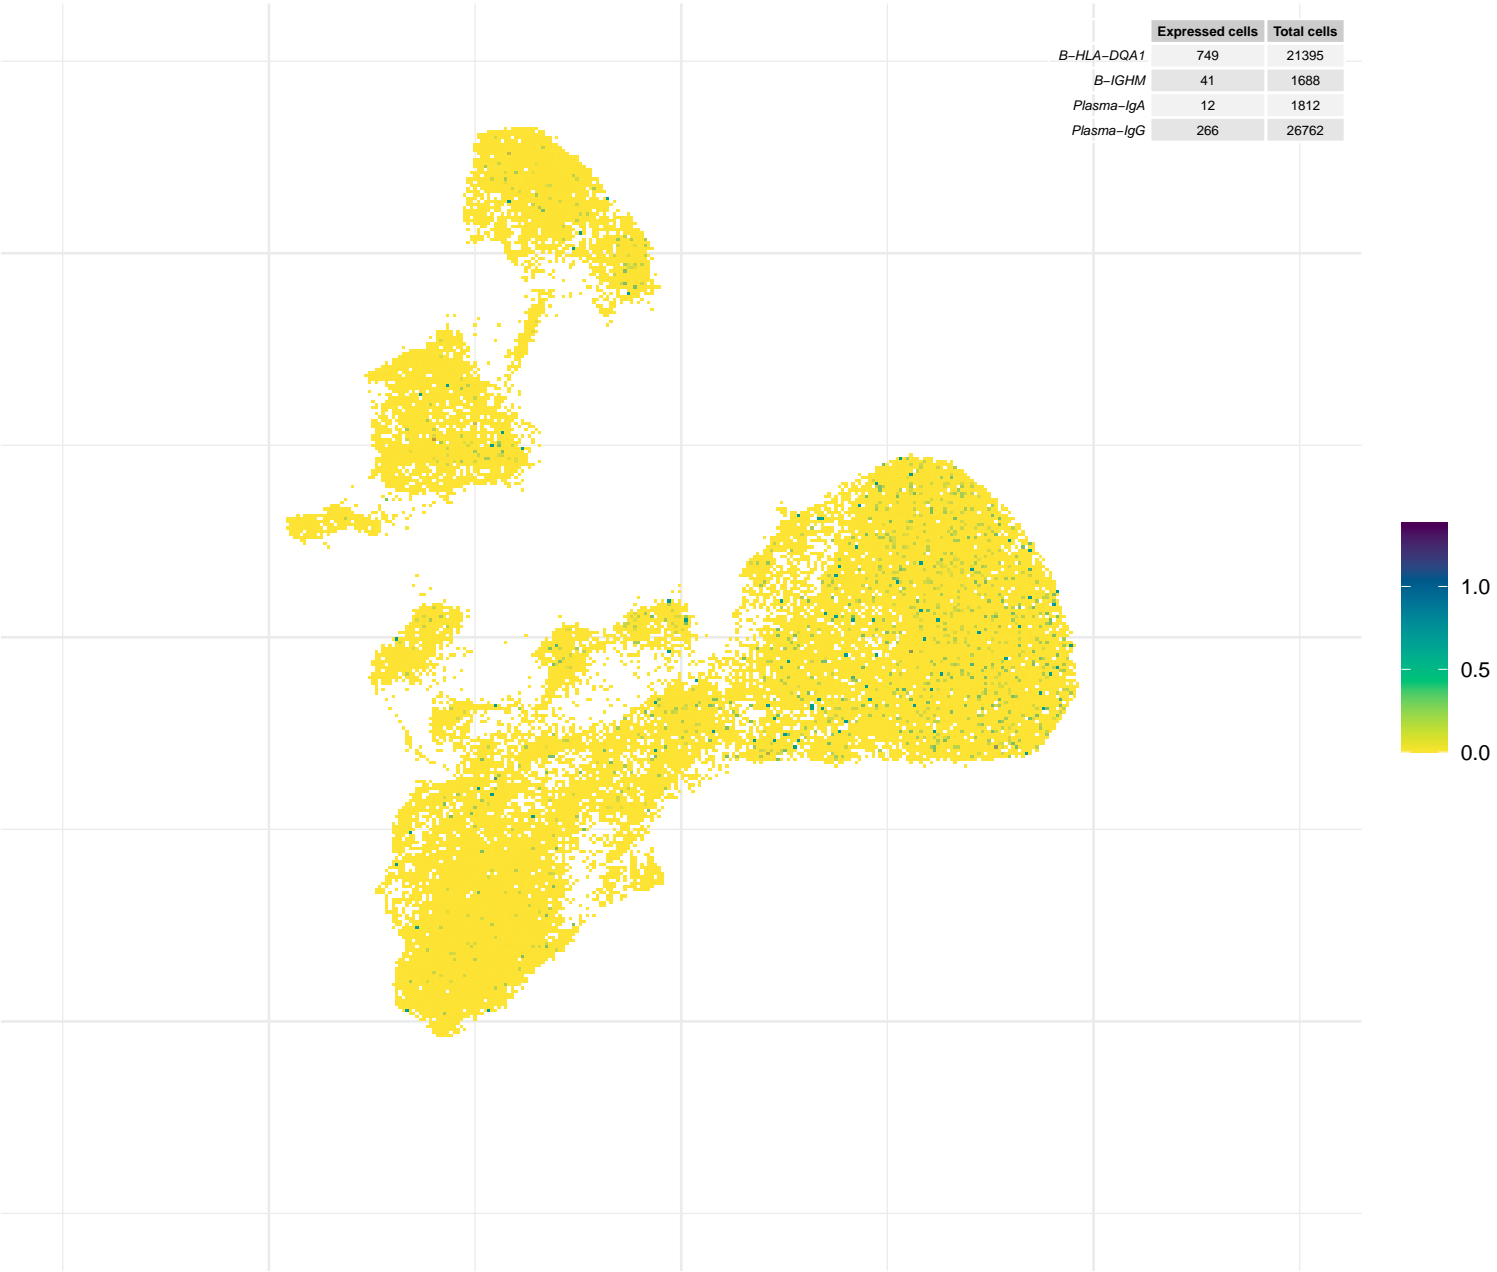 Expressed cells Total cells
B−HLA−DQA1 749 21395
B−IGHM 41 1688
Plasma−IgA 12 1812
Plasma−IgG 266 26762
1.0
0.5
0.0